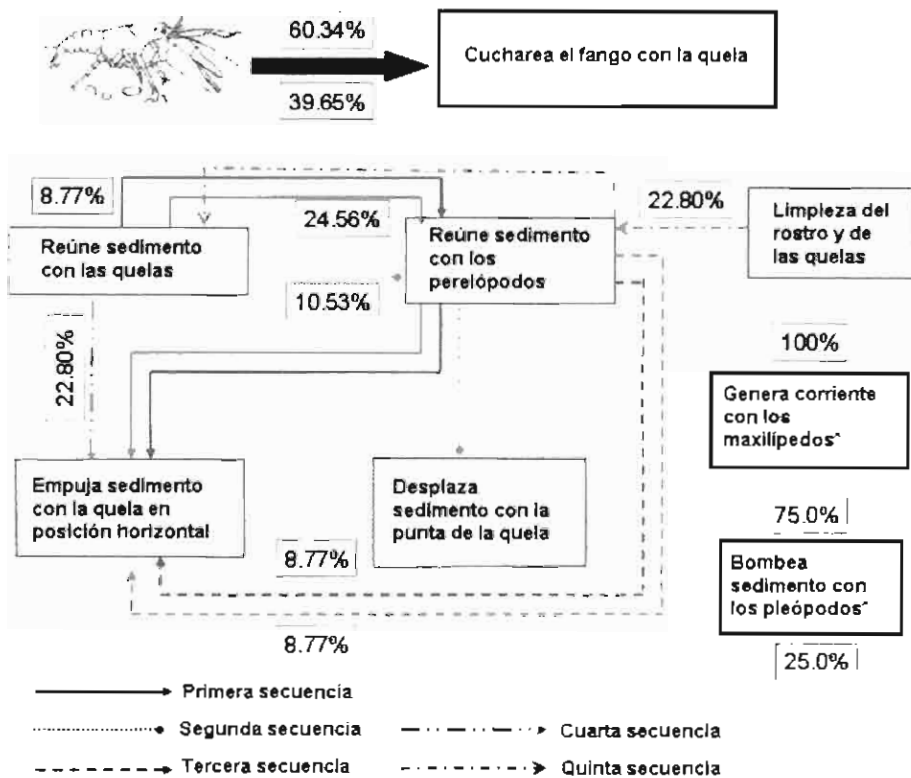 60.34%
Cucharea el fango con la quela
39.65%
8.77%
24.56%
22.80%
Reúne sedimento
con las quelas
Reúne sedimento
con los
perelópodos
Limpieza del
rostro y de
las quelas
10.53%
22.80%
100%
Genera corriente
con los
maxilípedos^
Empuja sedimento
con la quela en
posición horizontal
Desplaza
sedimento con la
punta de la quela
75.0%
8.77%
Bombea
sedimento con
los pleópodos^
8.77%
25.0%
Primera secuencia
Segunda secuencia
Cuarta secuencia
Tercera secuencia
Quinta secuencia